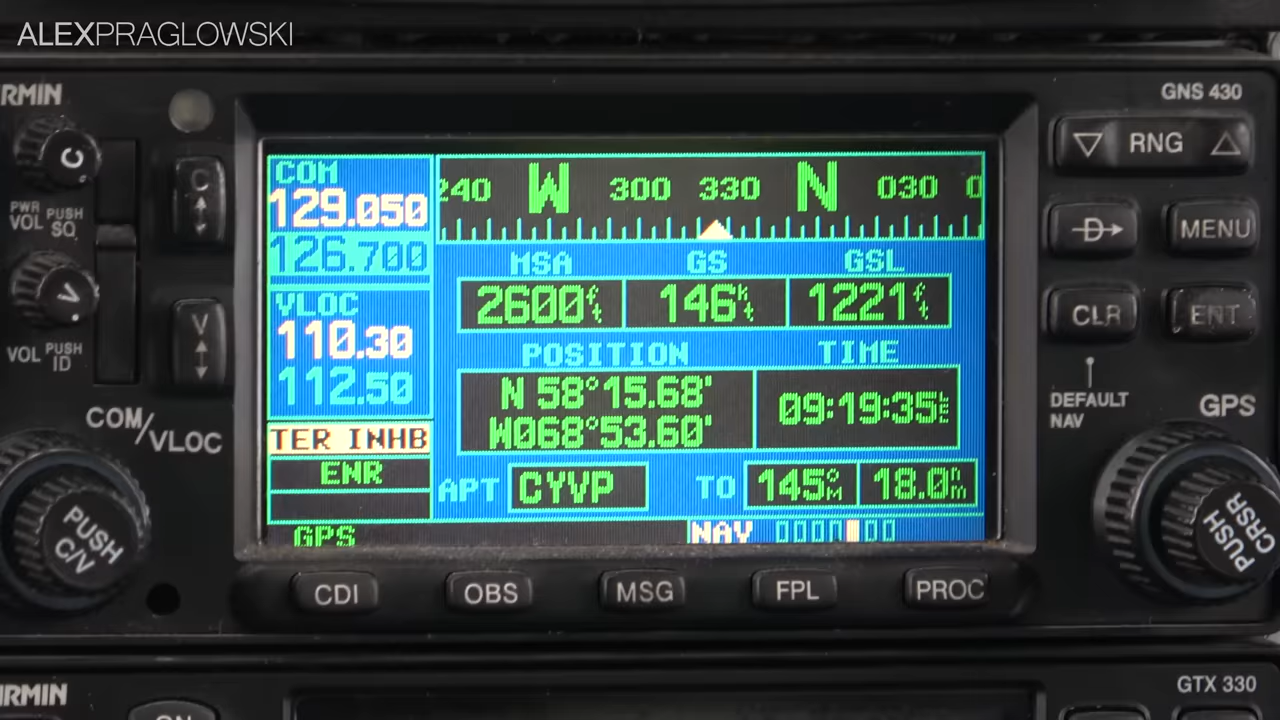 ALEXPRAGLOWSKI
RMIN
GNS 430
C
PWR
VOL
PUSH
SQ
C
V
VOL
PUSH
ID
V
COM/VLOC
PUSH
C/V
COM
129.050
126.700
VLOC
110.30
112.50
TER INHB
ENR
GPS
240 W 300 330 N 030 0
MSA GS GSL
2600ft 146kt 1221ft
POSITION TIME
N 58°15.68'
W068°53.60'
09:19:35
APT CYVP TO 145°M 18.0nm
NAV
RNG
D
MENU
CLR
ENT
DEFAULT
NAV
GPS
PUSH
CRSR
CDI OBS MSG FPL PROC
RMIN
GTX 330
ON